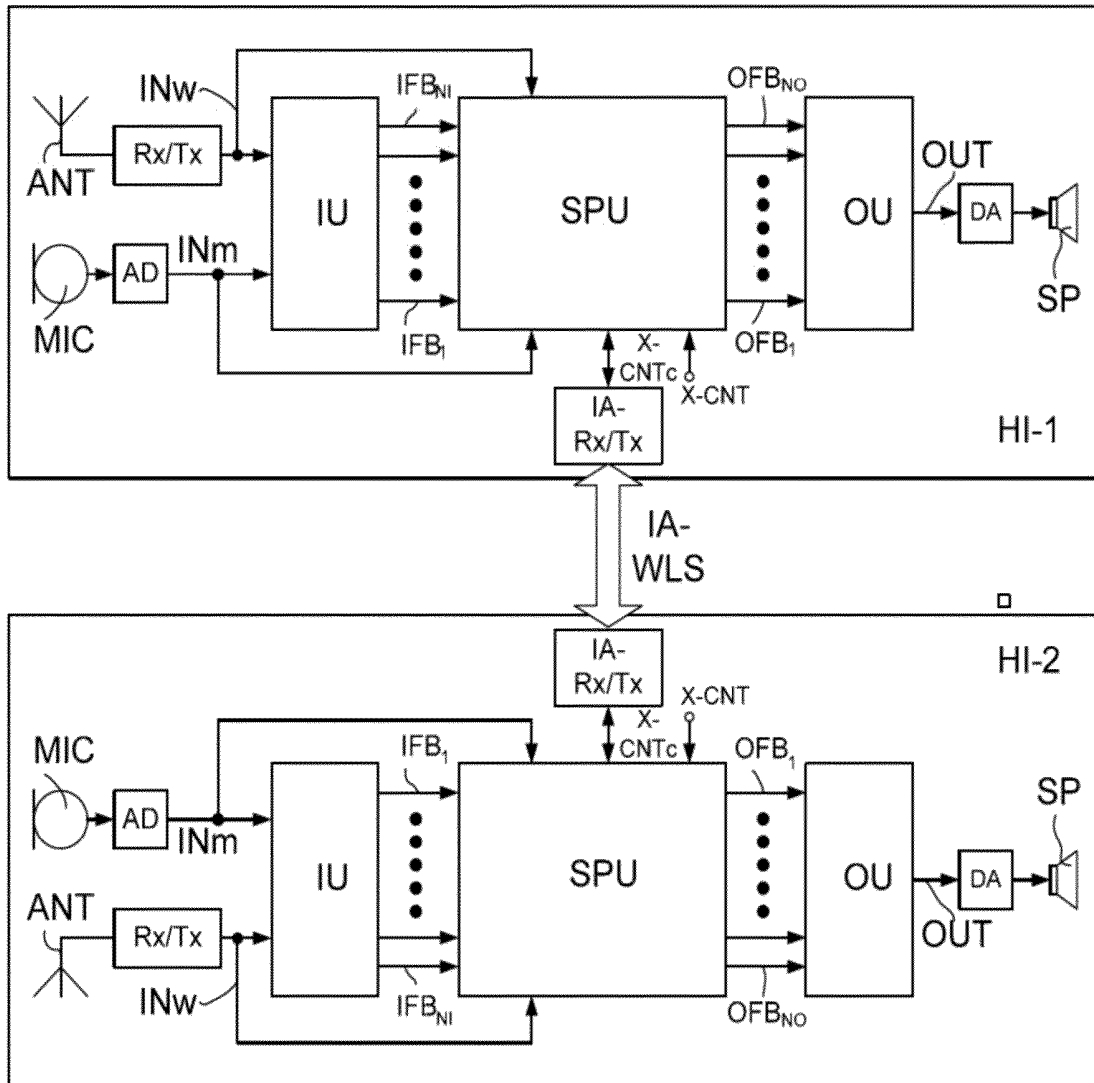 INw
IFB_NI
OFB_NO
Rx/Tx
ANT
IU
SPU
OU
OUT
DA
SP
INm
AD
MIC
IFB_1
X-
CNTc
X-CNT
OFB_1
IA-
Rx/Tx
HI-1
IA-
WLS
IA-
Rx/Tx
HI-2
X-
CNTc
X-CNT
MIC
AD
INm
IFB_1
OFB_1
SP
IU
SPU
OU
DA
OUT
ANT
Rx/Tx
INw
IFB_NI
OFB_NO